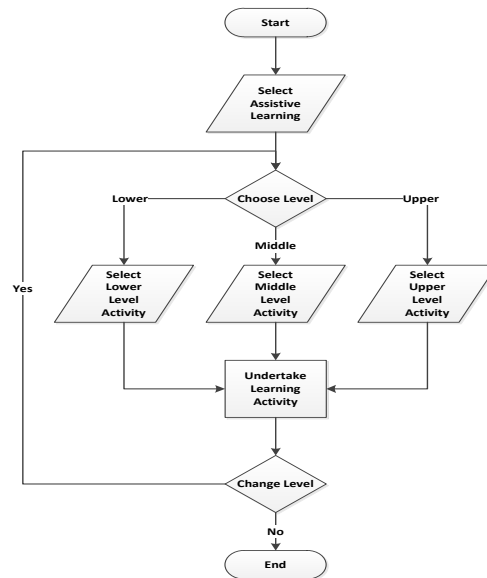 Start
Select
Assistive
Learning
Choose Level
Lower
Upper
Middle
Select
Lower
Level
Activity
Select
Middle
Level
Activity
Select
Upper
Level
Activity
Yes
Undertake
Learning
Activity
Change Level
No
End